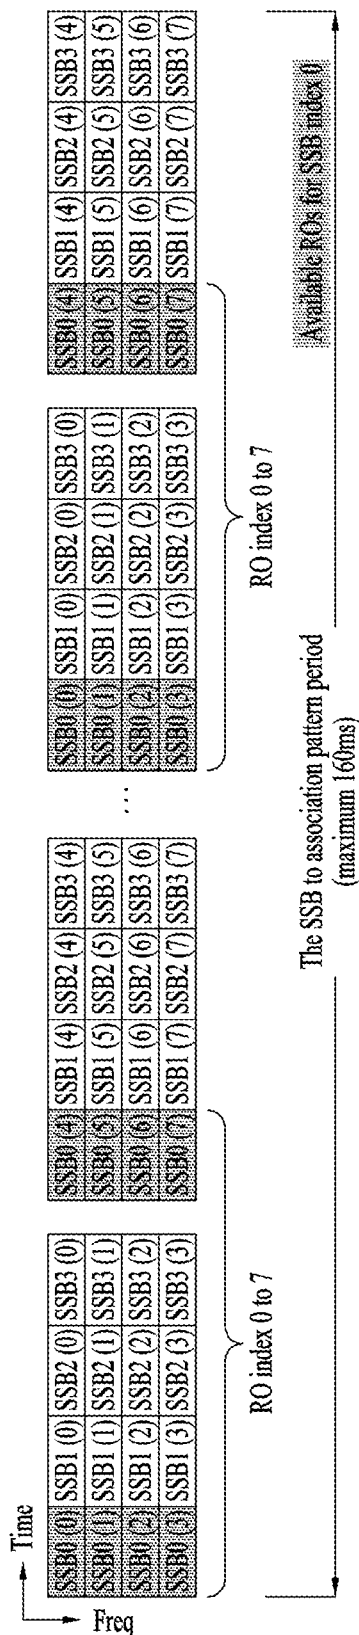 Time
Freq
SSB0 (0) SSB1 (0) SSB2 (0) SSB3 (0)
SSB0 (1) SSB1 (1) SSB2 (1) SSB3 (1)
SSB0 (2) SSB1 (2) SSB2 (2) SSB3 (2)
SSB0 (3) SSB1 (3) SSB2 (3) SSB3 (3)
SSB0 (4) SSB1 (4) SSB2 (4) SSB3 (4)
SSB0 (5) SSB1 (5) SSB2 (5) SSB3 (5)
SSB0 (6) SSB1 (6) SSB2 (6) SSB3 (6)
SSB0 (7) SSB1 (7) SSB2 (7) SSB3 (7)
RO index 0 to 7
...
SSB0 (0) SSB1 (0) SSB2 (0) SSB3 (0)
SSB0 (1) SSB1 (1) SSB2 (1) SSB3 (1)
SSB0 (2) SSB1 (2) SSB2 (2) SSB3 (2)
SSB0 (3) SSB1 (3) SSB2 (3) SSB3 (3)
SSB0 (4) SSB1 (4) SSB2 (4) SSB3 (4)
SSB0 (5) SSB1 (5) SSB2 (5) SSB3 (5)
SSB0 (6) SSB1 (6) SSB2 (6) SSB3 (6)
SSB0 (7) SSB1 (7) SSB2 (7) SSB3 (7)
RO index 0 to 7
The SSB to association pattern period
(maximum 160ms)
Available ROs for SSB index 0